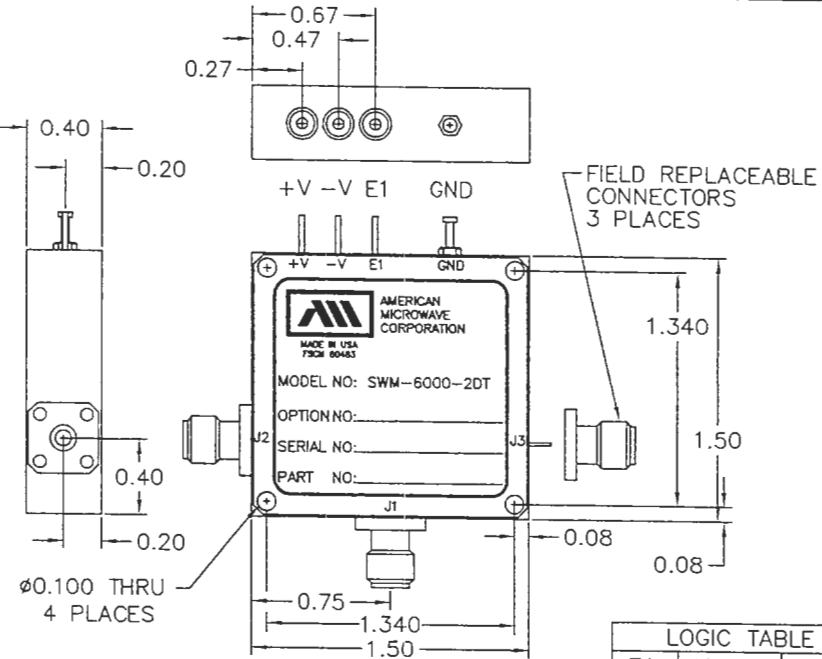 0.67
0.47
0.27
0.40
0.20
+V -V E1 GND
FIELD REPLACEABLE
CONNECTORS
3 PLACES
+V -V E1 GND
AM
AMERICAN
MICROWAVE
CORPORATION
MADE IN USA
FSCM 60483
MODEL NO: SWM-6000-2DT
OPTION NO:
SERIAL NO:
PART NO:
J2
J3
J1
1.340
1.50
0.40
0.20
0.08
0.08
ø0.100 THRU
4 PLACES
0.75
1.340
1.50
LOGIC TABLE